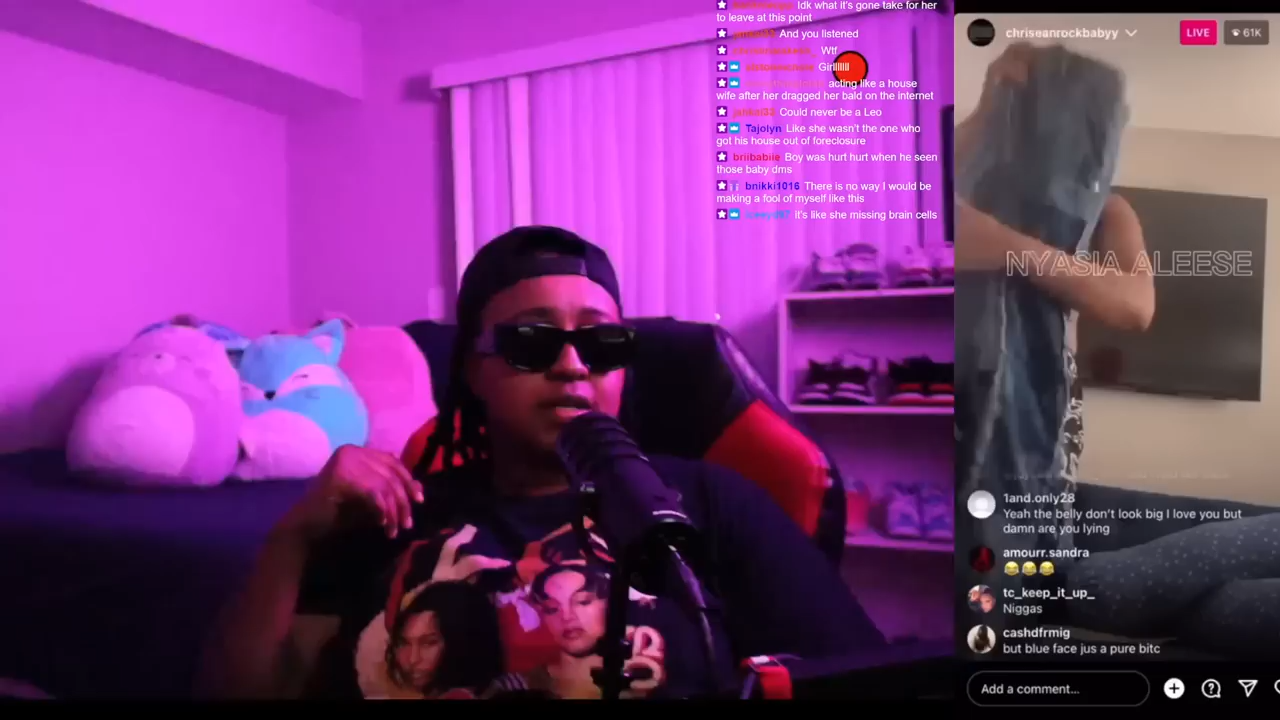 Idk what it's gone take for her
to leave at this point
And you listened
Wtf
Girlllllll
acting like a house
wife after her dragged her bald on the internet
Could never be a Leo
Tajolyn Like she wasn't the one who
got his house out of foreclosure
briibabiie Boy was hurt hurt when he seen
those baby dms
bnikki1016 There is no way I would be
making a fool of myself like this
it's like she missing brain cells
chriseanrockbabyy LIVE 61K
NYASIA ALEESE
1and.only28
Yeah the belly don't look big I love you but
damn are you lying
amourr.sandra
😂😂😂
tc_keep_it_up_
Niggas
cashdfrmig
but blue face jus a pure bitc
Add a comment...